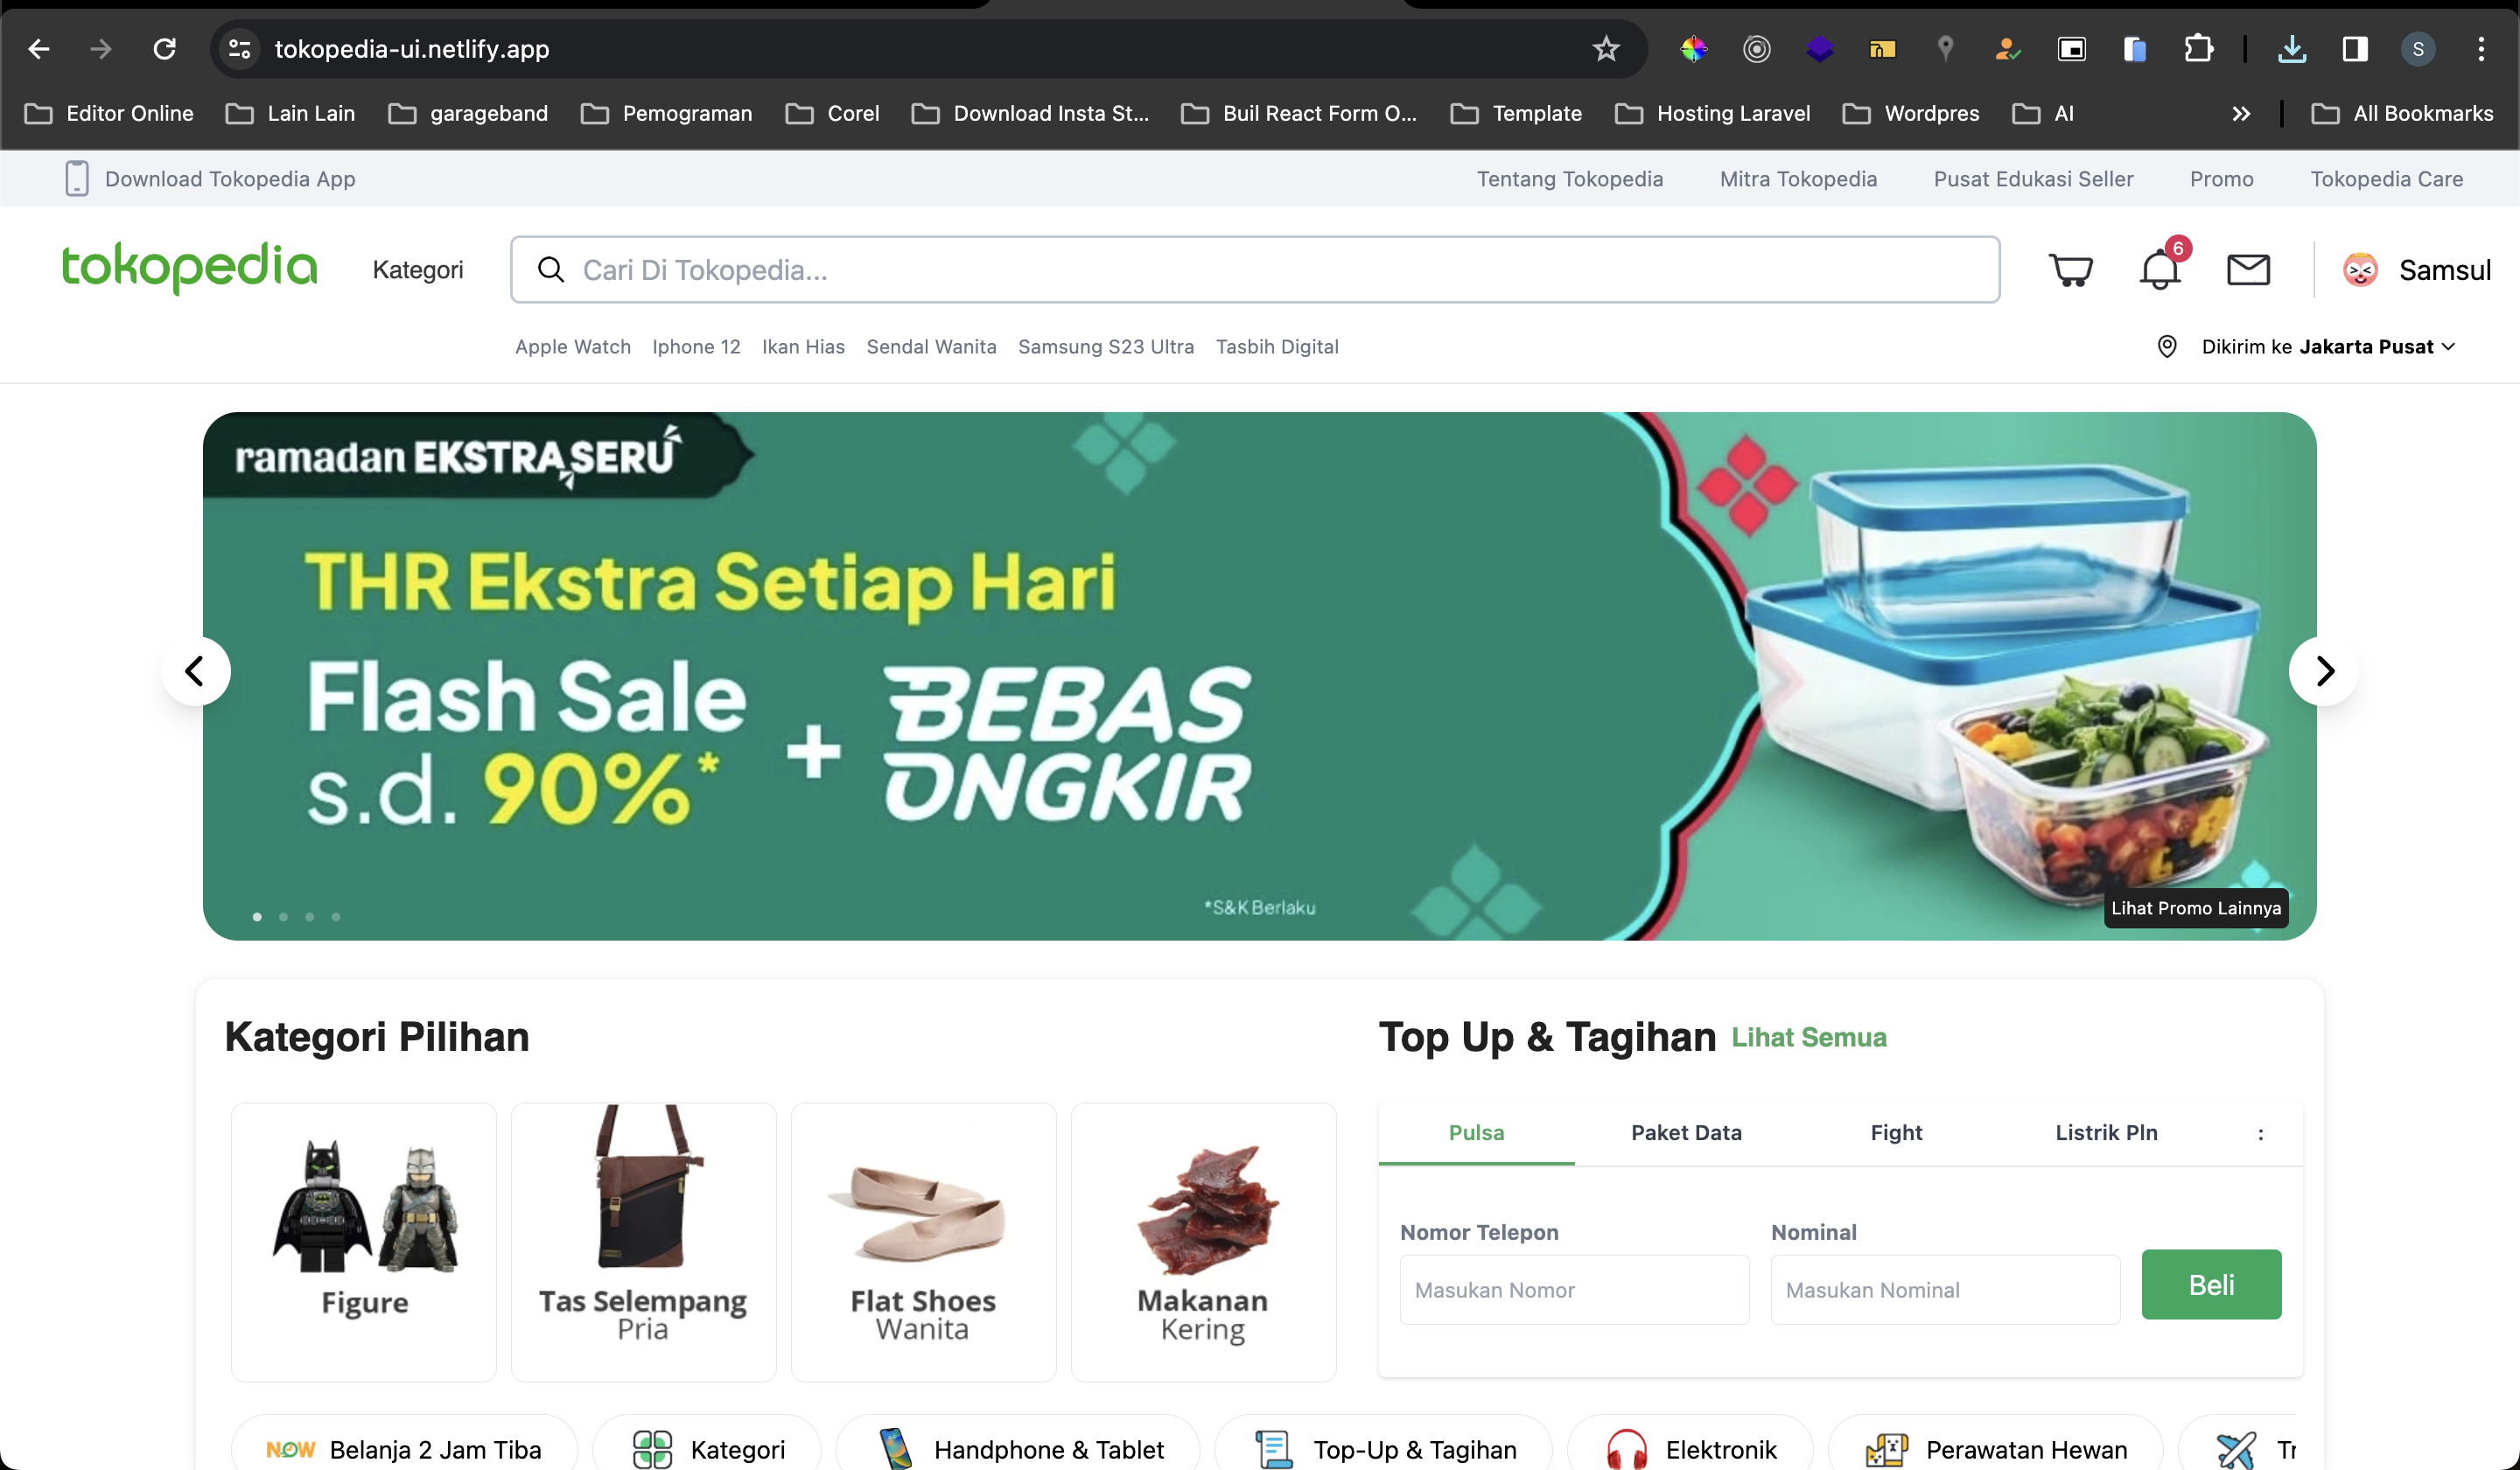 tokopedia-ui.netlify.app
S
Editor Online
Lain Lain
garageband
Pemograman
Corel
Download Insta St...
Buil React Form O...
Template
Hosting Laravel
Wordpres
AI
All Bookmarks
Download Tokopedia App
Tentang Tokopedia
Mitra Tokopedia
Pusat Edukasi Seller
Promo
Tokopedia Care
tokopedia
Kategori
Cari Di Tokopedia...
6
Samsul
Apple Watch
Iphone 12
Ikan Hias
Sendal Wanita
Samsung S23 Ultra
Tasbih Digital
Dikirim ke Jakarta Pusat
ramadan EKSTRA SERU
THR Ekstra Setiap Hari
Flash Sale
s.d. 90%*
+
BEBAS
ONGKIR
*S&K Berlaku
Lihat Promo Lainnya
Kategori Pilihan
Figure
Tas Selempang
Pria
Flat Shoes
Wanita
Makanan
Kering
Top Up & Tagihan
Lihat Semua
Pulsa
Paket Data
Fight
Listrik Pln
:
Nomor Telepon
Masukan Nomor
Nominal
Masukan Nominal
Beli
NOW
Belanja 2 Jam Tiba
Kategori
Handphone & Tablet
Top-Up & Tagihan
Elektronik
Perawatan Hewan